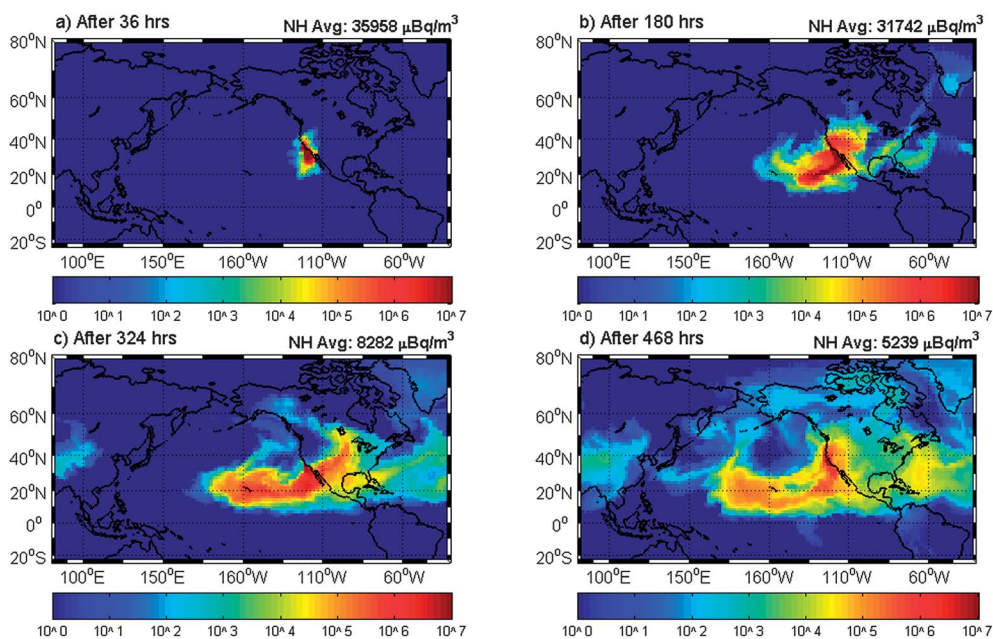 a) After 36 hrs NH Avg: 35958 µBq/m³
80°N
60°N
40°N
20°N
0°
20°S
100°E 150°E 160°W 110°W 60°W
10^0 10^1 10^2 10^3 10^4 10^5 10^6 10^7
b) After 180 hrs NH Avg: 31742 µBq/m³
80°N
60°N
40°N
20°N
0°
20°S
100°E 150°E 160°W 110°W 60°W
10^0 10^1 10^2 10^3 10^4 10^5 10^6 10^7
c) After 324 hrs NH Avg: 8282 µBq/m³
80°N
60°N
40°N
20°N
0°
20°S
100°E 150°E 160°W 110°W 60°W
10^0 10^1 10^2 10^3 10^4 10^5 10^6 10^7
d) After 468 hrs NH Avg: 5239 µBq/m³
80°N
60°N
40°N
20°N
0°
20°S
100°E 150°E 160°W 110°W 60°W
10^0 10^1 10^2 10^3 10^4 10^5 10^6 10^7